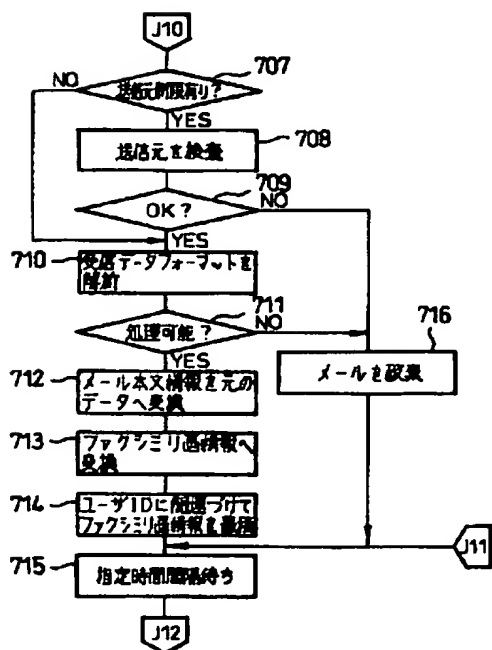 J10
707
NO
送信元制限有り?
YES
708
送信元を検査
709
OK?
NO
YES
710
受信データフォーマットを
解析
711
処理可能?
NO
716
YES
712
メール本文情報を元の
データへ変換
メールを破棄
713
ファクシミリ画情報へ
変換
714
ユーザIDに関連づけて
ファクシミリ画情報を蓄積
J11
715
指定時間間隔待ち
J12